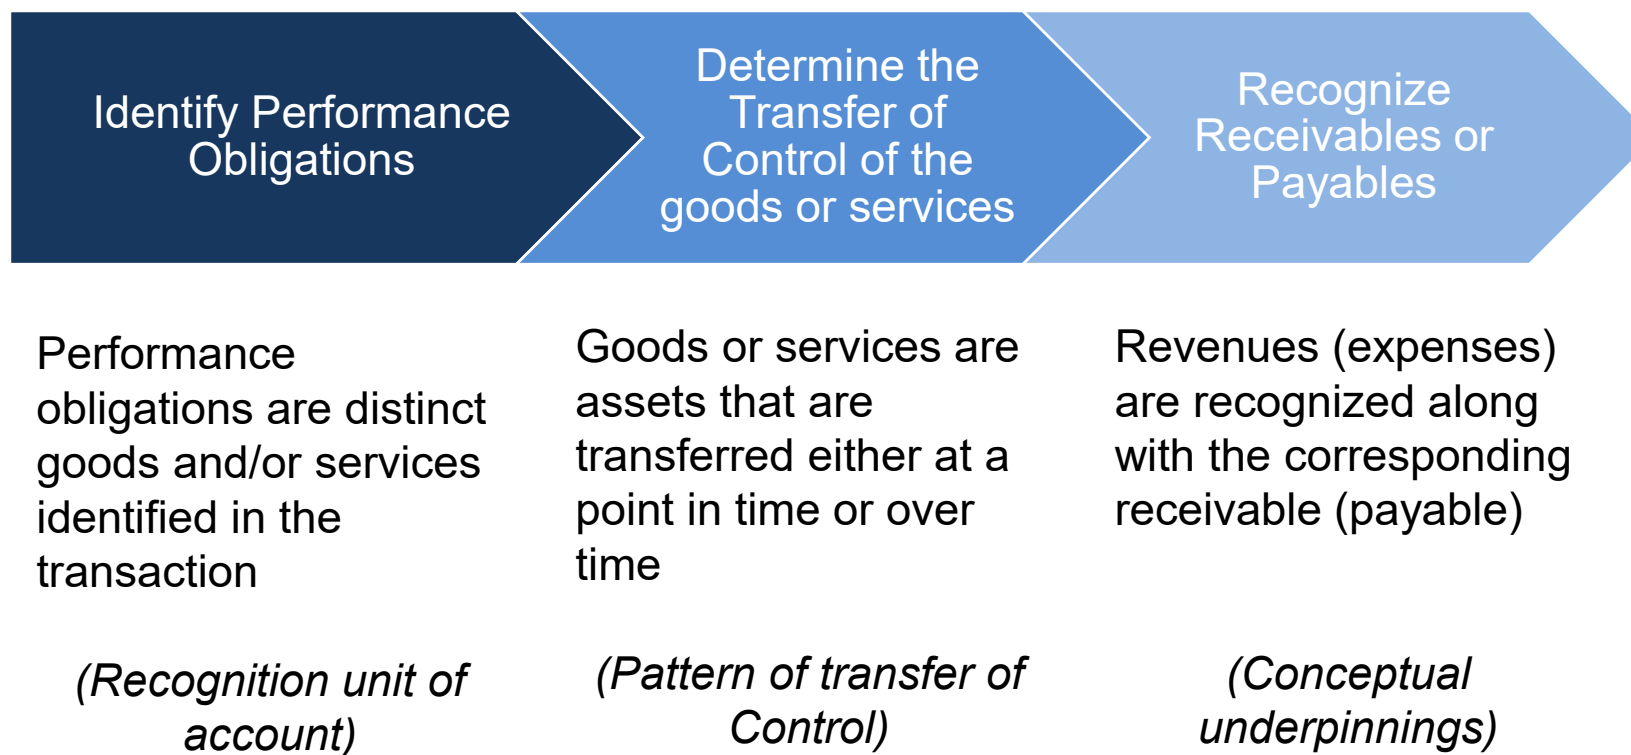 Identify Performance
Obligations
Determine the
Transfer of
Control of the
goods or services
Recognize
Receivables or
Payables
Performance
obligations are distinct
goods and/or services
identified in the
transaction
(Recognition unit of
account)
Goods or services are
assets that are
transferred either at a
point in time or over
time
(Pattern of transfer of
Control)
Revenues (expenses)
are recognized along
with the corresponding
receivable (payable)
(Conceptual
underpinnings)